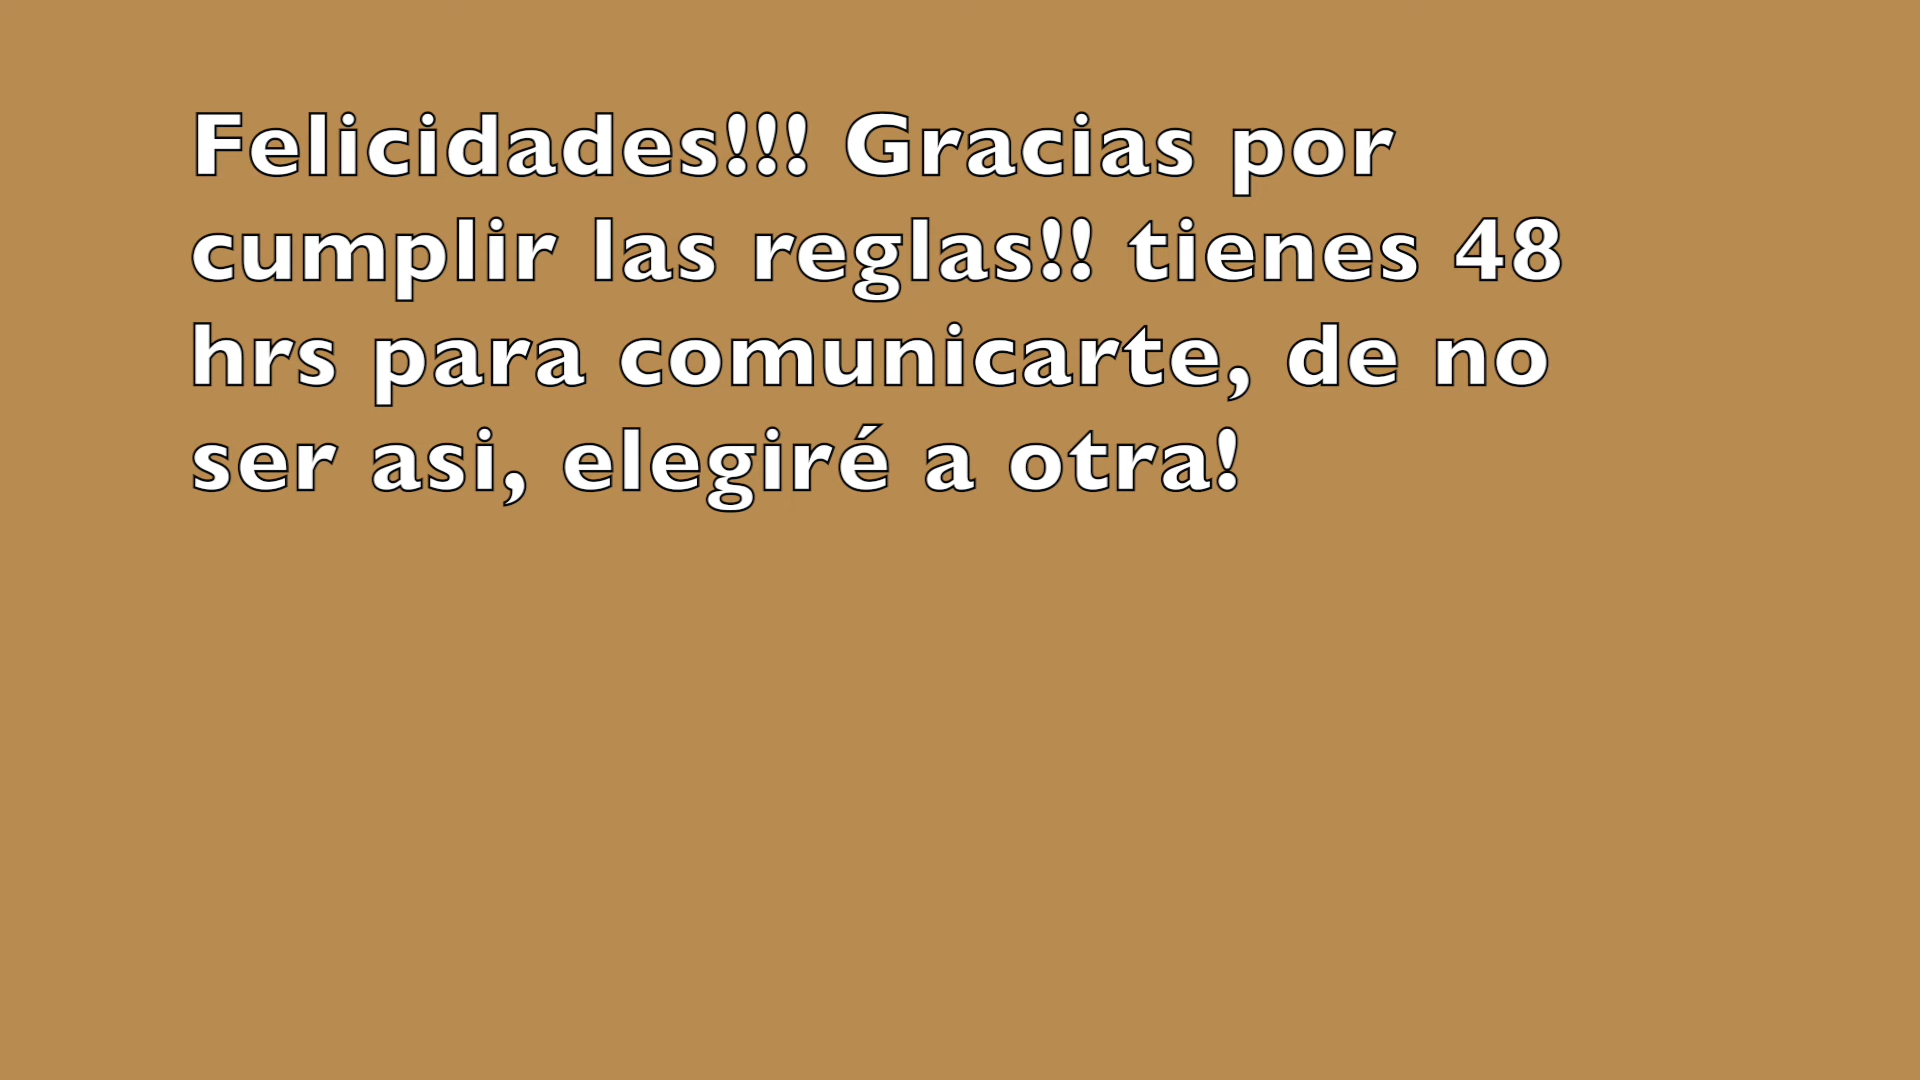 Felicidades!!! Gracias por
cumplir las reglas!! tienes 48
hrs para comunicarte, de no
ser asi, elegiré a otra!